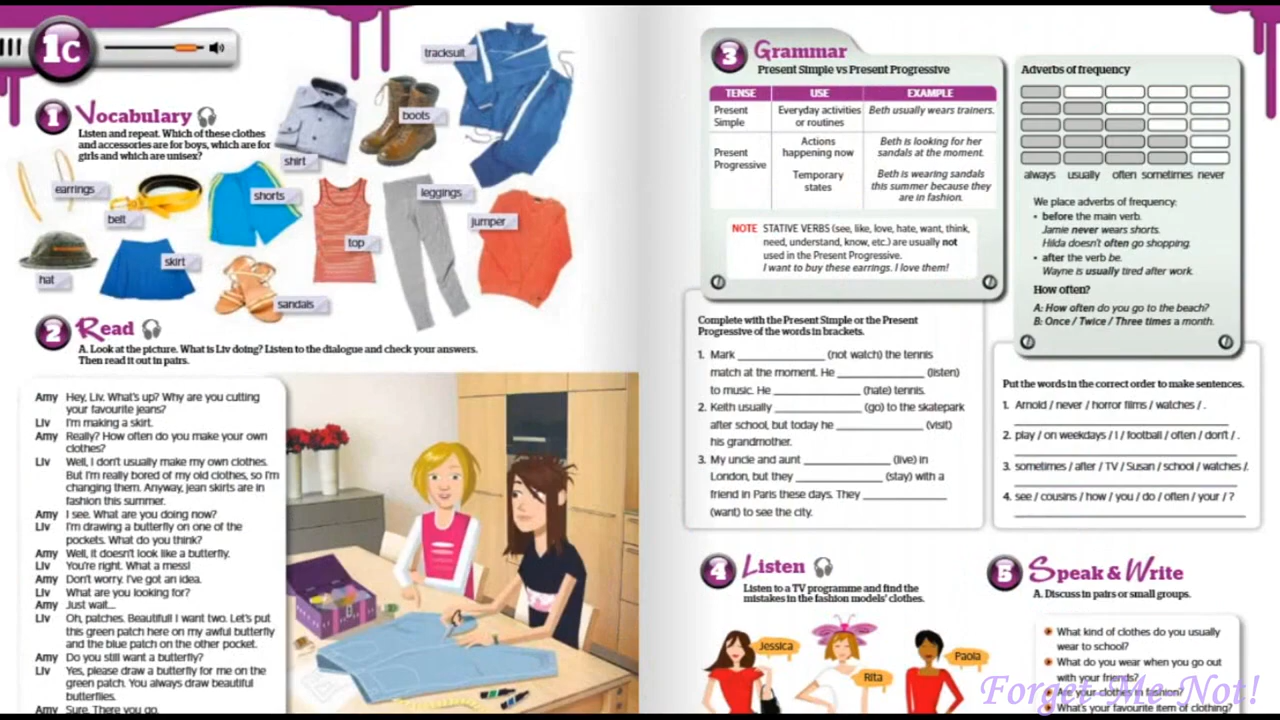 1c
1 Vocabulary
Listen and repeat. Which of these clothes
and accessories are for boys, which are for
girls and which are unisex?
tracksuit
boots
shirt
earrings
belt
shorts
leggings
jumper
top
hat
skirt
sandals
2 Read
A. Look at the picture. What is Liv doing? Listen to the dialogue and check your answers.
Then read it out in pairs.
Amy Hey, Liv. What's up? Why are you cutting
your favourite jeans?
Liv I'm making a skirt.
Amy Really? How often do you make your own
clothes?
Liv Well, I don't usually make my own clothes.
But I'm really bored of my old clothes, so I'm
changing them. Anyway, jean skirts are in
fashion this summer.
Amy I see. What are you doing now?
Liv I'm drawing a butterfly on one of the
pockets. What do you think?
Amy Well, it doesn't look like a butterfly.
Liv You're right. What a mess!
Amy Don't worry. I've got an idea.
Liv What are you looking for?
Amy Just wait...
Liv Oh, patches. Beautiful! I want two. Let's put
this green patch here on my awful butterfly
and the blue patch on the other pocket.
Amy Do you still want a butterfly?
Liv Yes, please draw a butterfly for me on the
green patch. You always draw beautiful
butterflies.
Amy Sure. There you go.
3 Grammar
Present Simple vs Present Progressive
TENSE USE EXAMPLE
Present Simple Everyday activities or routines Beth usually wears trainers.
Present Progressive Actions happening now Beth is looking for her sandals at the moment.
Temporary states Beth is wearing sandals this summer because they are in fashion.
NOTE STATIVE VERBS (see, like, love, hate, want, think,
need, understand, know, etc.) are usually not
used in the Present Progressive.
I want to buy these earrings. I love them!
Complete with the Present Simple or the Present
Progressive of the words in brackets.
1. Mark ______________ (not watch) the tennis
match at the moment. He ______________ (listen)
to music. He ______________ (hate) tennis.
2. Keith usually ______________ (go) to the skatepark
after school, but today he ______________ (visit)
his grandmother.
3. My uncle and aunt ______________ (live) in
London, but they ______________ (stay) with a
friend in Paris these days. They ______________
(want) to see the city.
Adverbs of frequency
always usually often sometimes never
We place adverbs of frequency:
• before the main verb.
Jamie never wears shorts.
Hilda doesn't often go shopping.
• after the verb be.
Wayne is usually tired after work.
How often?
A: How often do you go to the beach?
B: Once / Twice / Three times a month.
Put the words in the correct order to make sentences.
1. Arnold / never / horror films / watches / .
2. play / on weekdays / I / football / often / don't / .
3. sometimes / after / TV / Susan / school / watches /.
4. see / cousins / how / you / do / often / your / ?
4 Listen
Listen to a TV programme and find the
mistakes in the fashion models' clothes.
Jessica
Rita
Paola
5 Speak & Write
A. Discuss in pairs or small groups.
What kind of clothes do you usually
wear to school?
What do you wear when you go out
with your friends?
Are your clothes in fashion?
What's your favourite item of clothing?
Forget Me Not!